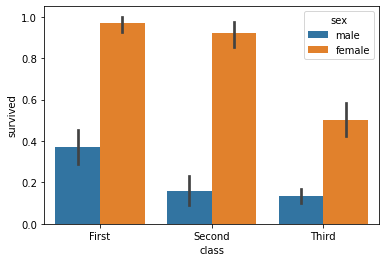 sex
male
female
survived
1.0
0.8
0.6
0.4
0.2
0.0
First
Second
Third
class